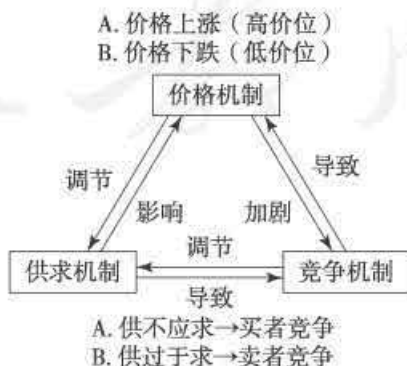 A. 价格上涨（高价位）
B. 价格下跌（低价位）
价格机制
调节
导致
影响
加剧
调节
供求机制
竞争机制
导致
A. 供不应求→买者竞争
B. 供过于求→卖者竞争